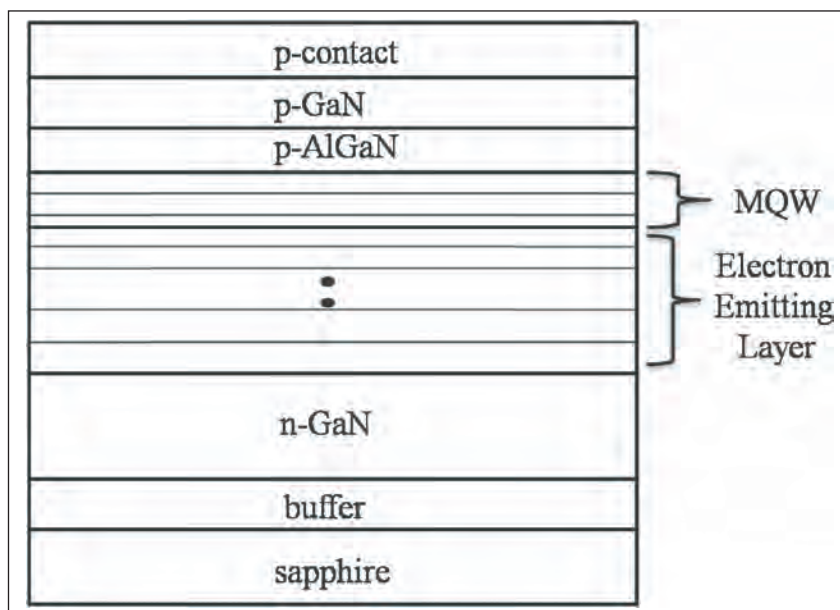 p-contact
p-GaN
p-AlGaN
MQW
Electron
Emitting
Layer
n-GaN
buffer
sapphire